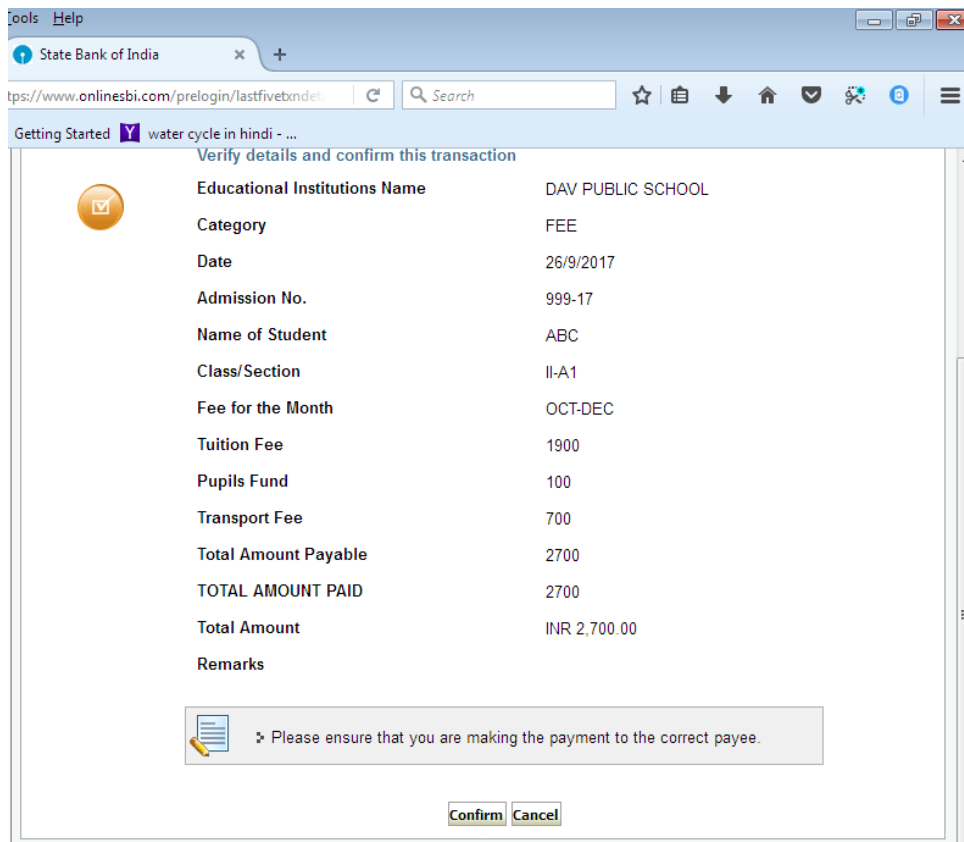 Tools Help
State Bank of India
tps://www.onlinesbi.com/prelogin/lastfivetxndet Search
Getting Started Y water cycle in hindi - ...
Verify details and confirm this transaction
Educational Institutions Name DAV PUBLIC SCHOOL
Category FEE
Date 26/9/2017
Admission No. 999-17
Name of Student ABC
Class/Section II-A1
Fee for the Month OCT-DEC
Tuition Fee 1900
Pupils Fund 100
Transport Fee 700
Total Amount Payable 2700
TOTAL AMOUNT PAID 2700
Total Amount INR 2,700.00
Remarks
Please ensure that you are making the payment to the correct payee.
Confirm Cancel